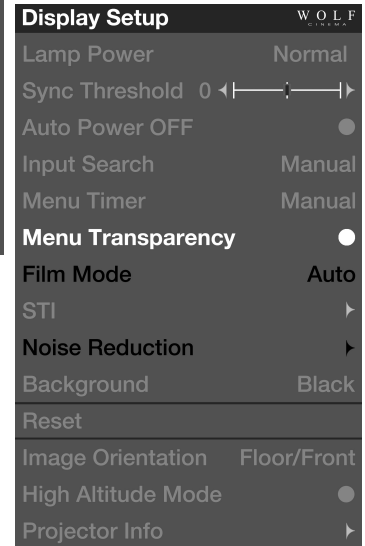 Display Setup WOLF
CINEMA
Lamp Power Normal
Sync Threshold 0
Auto Power OFF
Input Search Manual
Menu Timer Manual
Menu Transparency
Film Mode Auto
STI
Noise Reduction
Background Black
Reset
Image Orientation Floor/Front
High Altitude Mode
Projector Info